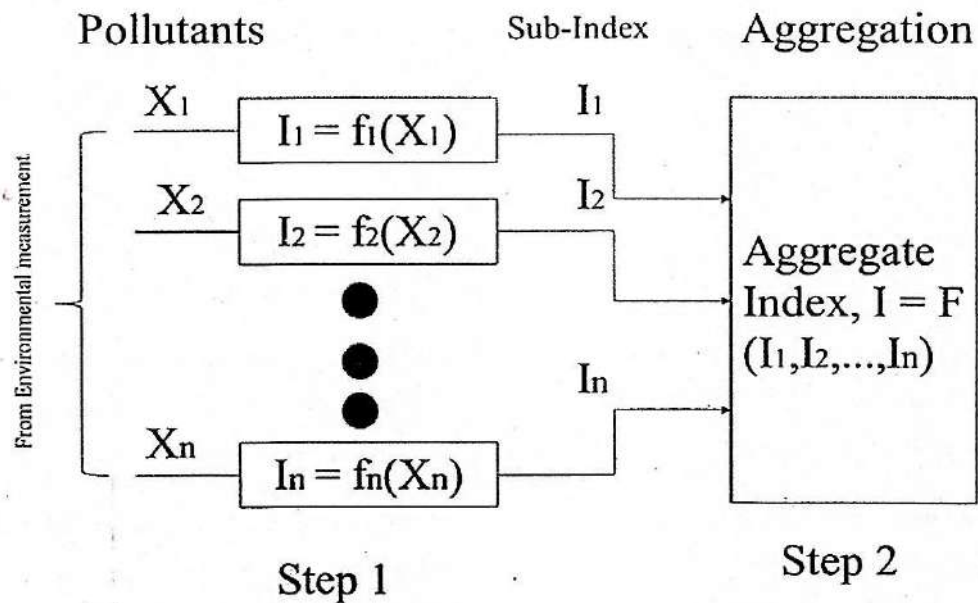 Pollutants
Sub-Index
Aggregation
From Environmental measurement
X1
I1 = f1(X1)
I1
X2
I2 = f2(X2)
I2
Xn
In = fn(Xn)
In
Aggregate
Index, I = F
(I1,I2,...,In)
Step 1
Step 2